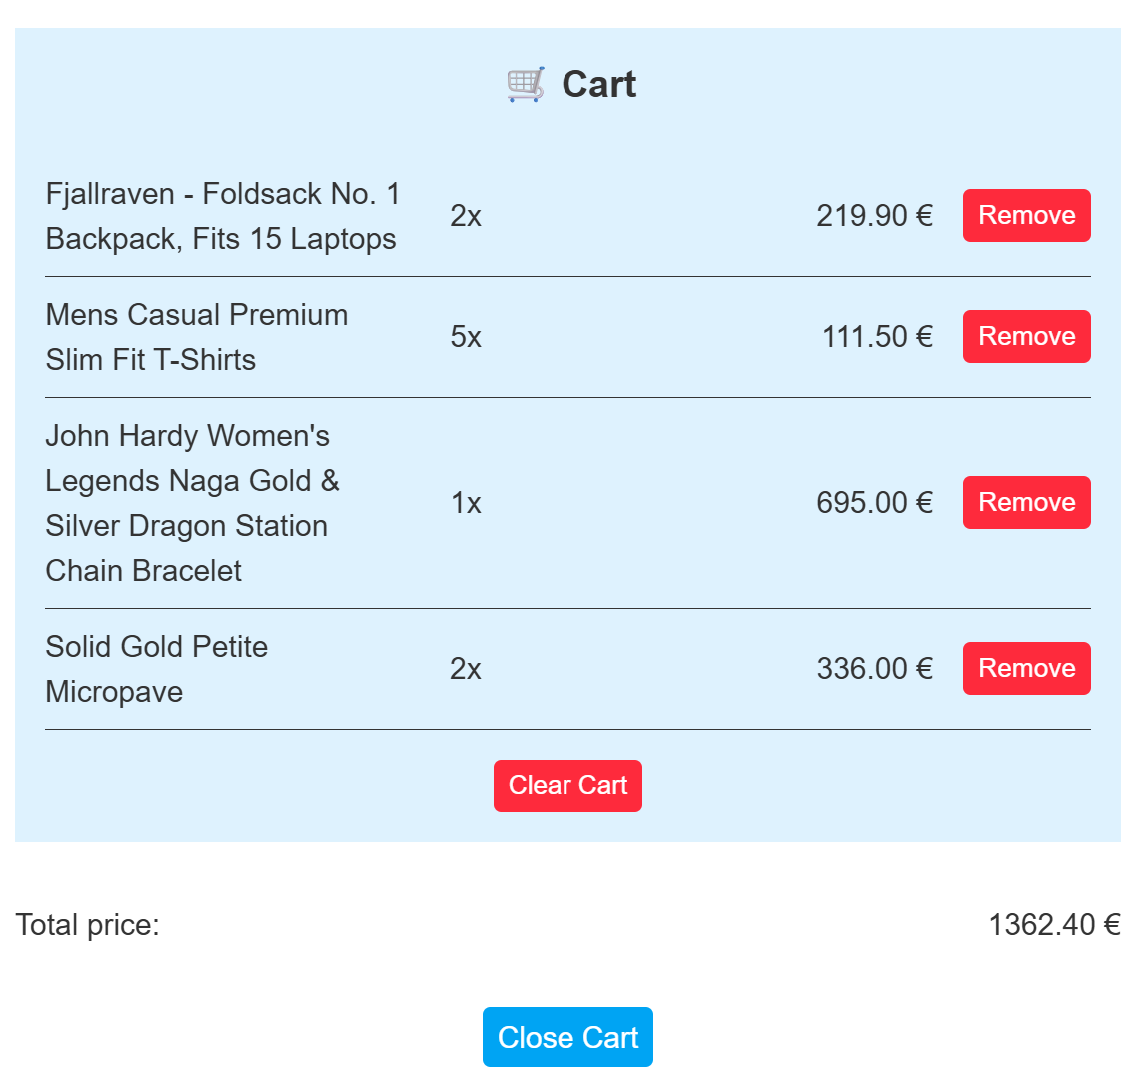 Cart
Fjallraven - Foldsack No. 1
Backpack, Fits 15 Laptops
2x
219.90 €
Remove
Mens Casual Premium
Slim Fit T-Shirts
5x
111.50 €
Remove
John Hardy Women's
Legends Naga Gold &
Silver Dragon Station
Chain Bracelet
1x
695.00 €
Remove
Solid Gold Petite
Micropave
2x
336.00 €
Remove
Clear Cart
Total price:
1362.40 €
Close Cart